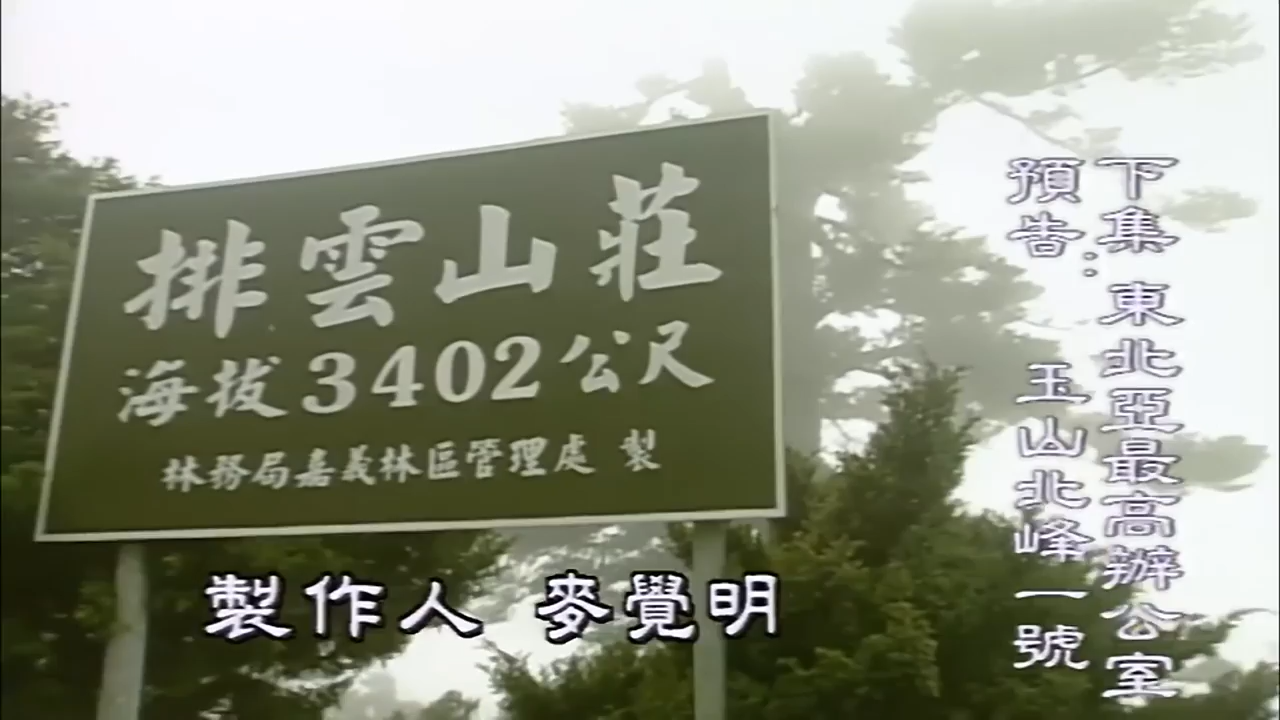 排雲山莊
海拔3402公尺
林務局嘉義林區管理處 製
製作人 麥覺明
下集 東北亞最高辦公室
預告: 玉山北峰一號